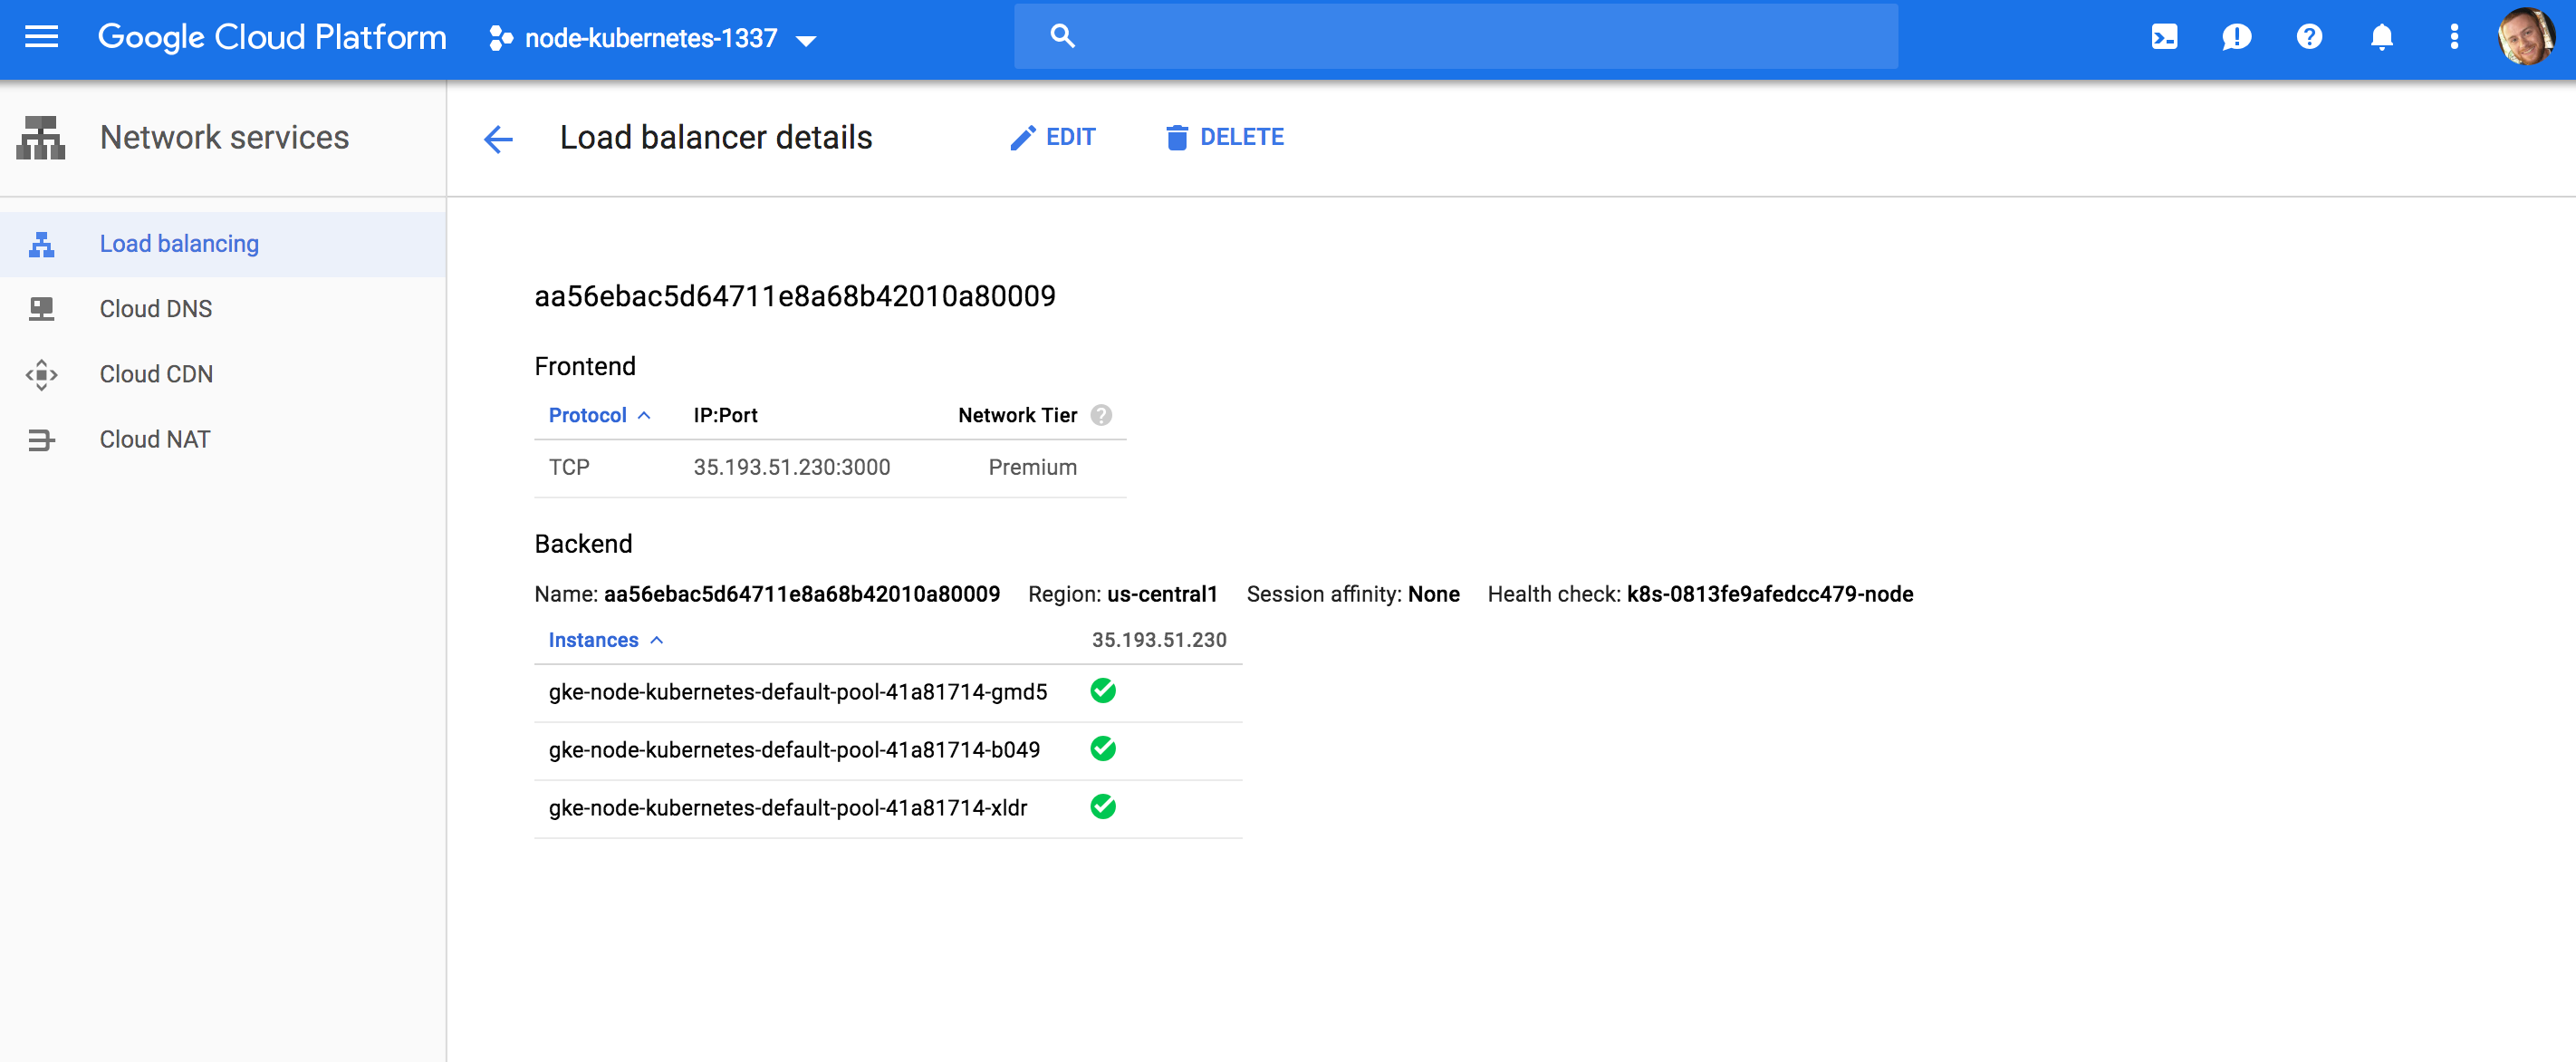 Google Cloud Platform
node-kubernetes-1337
Network services
Load balancer details
EDIT
DELETE
Load balancing
Cloud DNS
Cloud CDN
Cloud NAT
aa56ebac5d64711e8a68b42010a80009
Frontend
Protocol IP:Port Network Tier ?
TCP 35.193.51.230:3000 Premium
Backend
Name: aa56ebac5d64711e8a68b42010a80009 Region: us-central1 Session affinity: None Health check: k8s-0813fe9afedcc479-node
Instances 35.193.51.230
gke-node-kubernetes-default-pool-41a81714-gmd5
gke-node-kubernetes-default-pool-41a81714-b049
gke-node-kubernetes-default-pool-41a81714-xldr